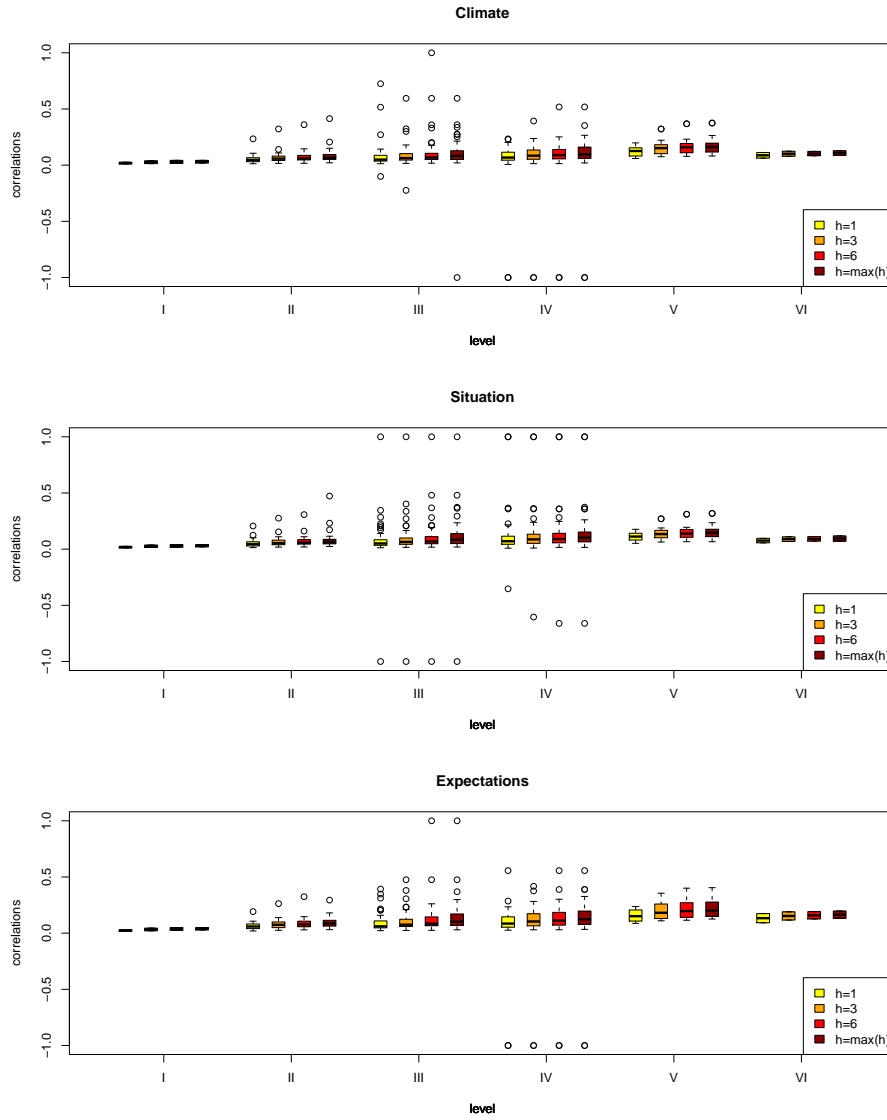 Climate
correlations
1.0
0.5
0.0
−0.5
−1.0
h=1
h=3
h=6
h=max(h)
I II III IV V VI
level
Situation
correlations
1.0
0.5
0.0
−0.5
−1.0
h=1
h=3
h=6
h=max(h)
I II III IV V VI
level
Expectations
correlations
1.0
0.5
0.0
−0.5
−1.0
h=1
h=3
h=6
h=max(h)
I II III IV V VI
level